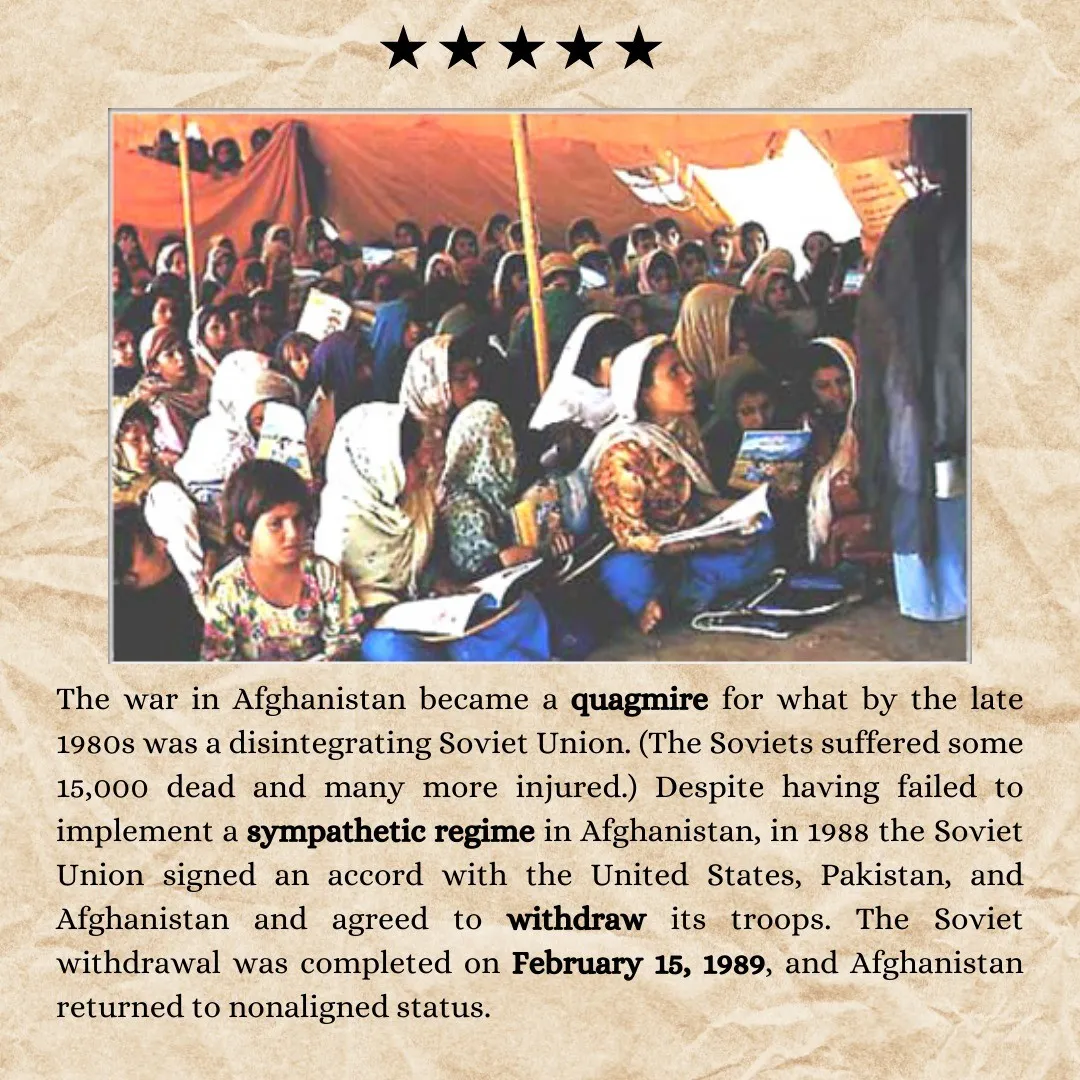 The war in Afghanistan became a quagmire for what by the late
1980s was a disintegrating Soviet Union. (The Soviets suffered some
15,000 dead and many more injured.) Despite having failed to
implement a sympathetic regime in Afghanistan, in 1988 the Soviet
Union signed an accord with the United States, Pakistan, and
Afghanistan and agreed to withdraw its troops. The Soviet
withdrawal was completed on February 15, 1989, and Afghanistan
returned to nonaligned status.